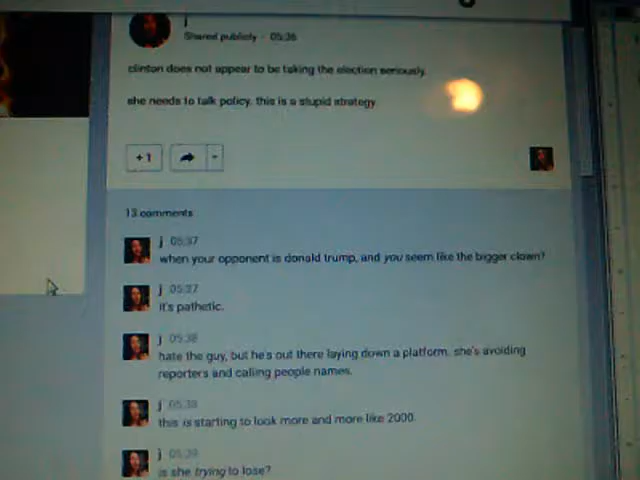 j
Shared publicly - 05:36
clinton does not appear to be taking the election seriously.
she needs to talk policy. this is a stupid strategy
+1
13 comments
j 05:37
when your opponent is donald trump, and you seem like the bigger clown?
j 05:37
it's pathetic.
j 05:38
hate the guy, but he's out there laying down a platform. she's avoiding
reporters and calling people names.
j 05:39
this is starting to look more and more like 2000.
j 05:39
is she trying to lose?